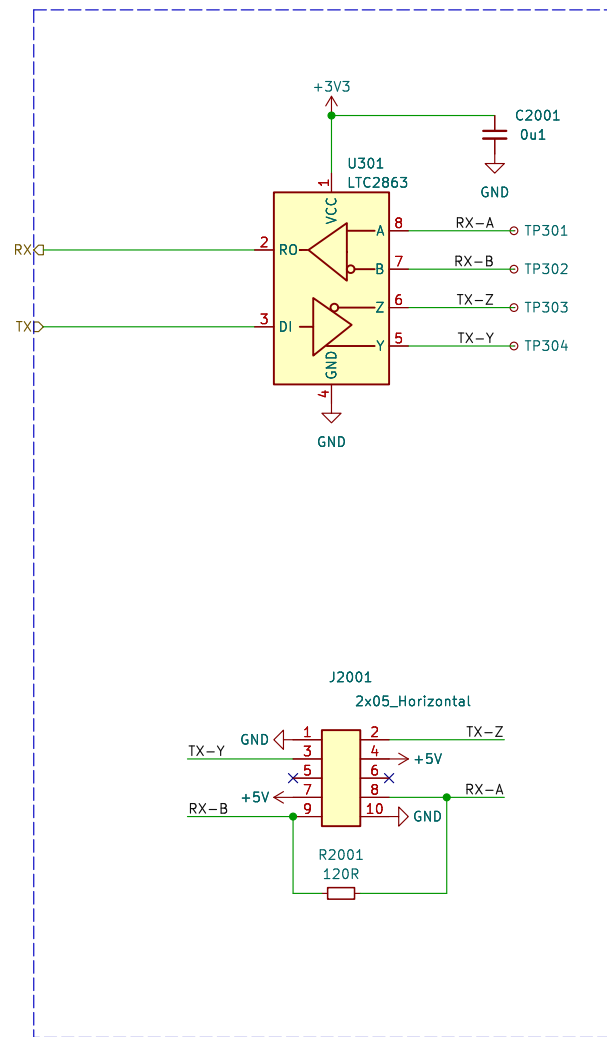 +3V3
C2001
0u1
GND
U301
LTC2863
1
VCC
RX 2 RO A 8 RX-A TP301
B 7 RX-B TP302
Z 6 TX-Z TP303
TX 3 DI Y 5 TX-Y TP304
GND
4
GND
J2001
2x05_Horizontal
GND 1 2 TX-Z
TX-Y 3 4 +5V
5 6
+5V 7 8 RX-A
RX-B 9 10 GND
R2001
120R